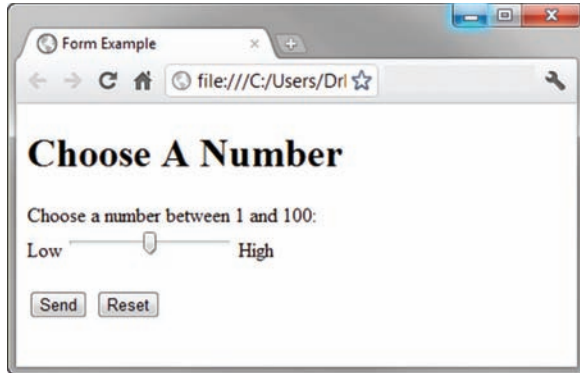 Form Example
file:///C:/Users/Drl
Choose A Number
Choose a number between 1 and 100:
Low High
Send Reset